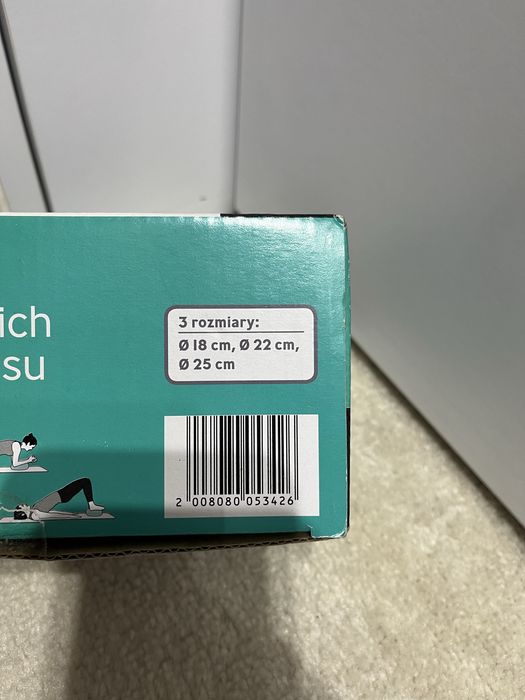 ich
su
3 rozmiary:
Ø 18 cm, Ø 22 cm,
Ø 25 cm
2 008080 053426